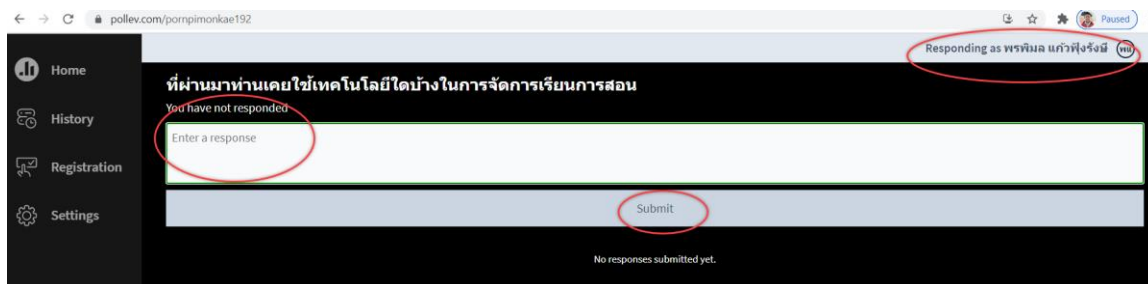 pollev.com/pornpimonkae192
Paused
Responding as พรพิมล แก้วฟุ้งรังษี
Home
ที่ผ่านมาท่านเคยใช้เทคโนโลยีใดบ้างในการจัดการเรียนการสอน
You have not responded
History
Enter a response
Registration
Settings
Submit
No responses submitted yet.